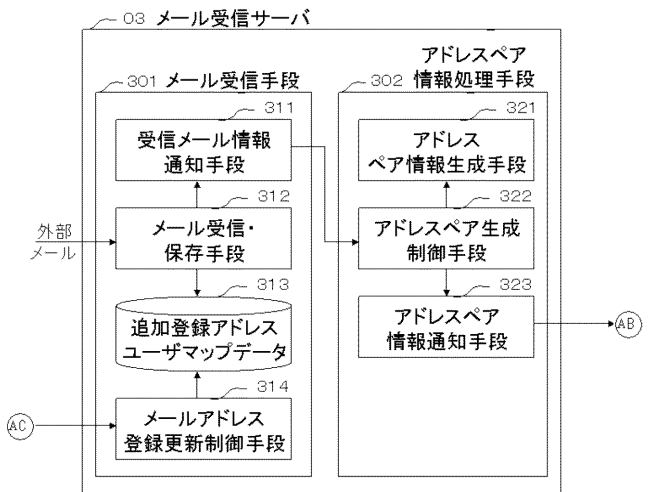 03 メール受信サーバ
301 メール受信手段
311
受信メール情報
通知手段
312
メール受信・
保存手段
外部
メール
313
追加登録アドレス
ユーザマップデータ
314
メールアドレス
登録更新制御手段
AC
アドレスペア
302 情報処理手段
321
アドレス
ペア情報生成手段
322
アドレスペア生成
制御手段
323
アドレスペア
情報通知手段
AB